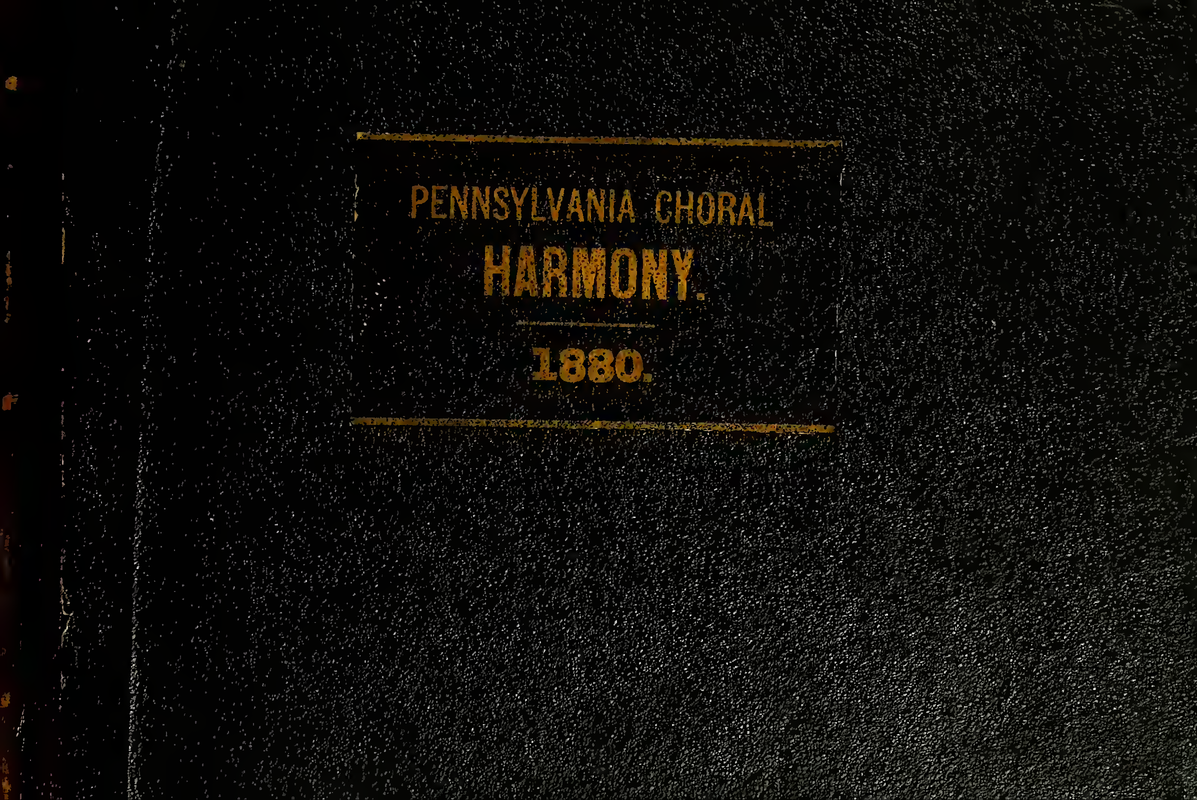 PENNSYLVANIA CHORAL
HARMONY.
1880.